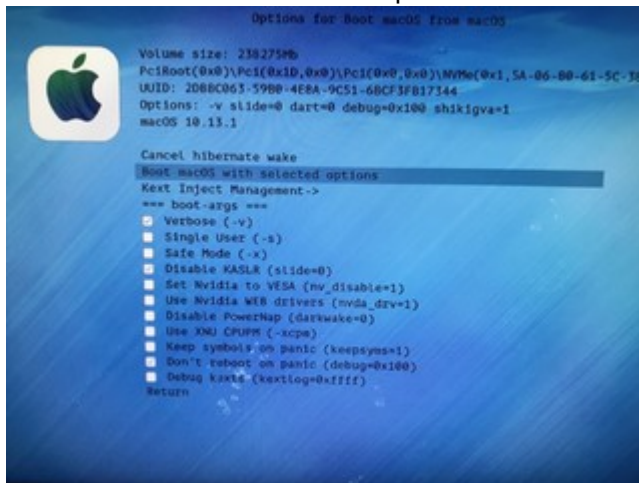 Options for Boot macOS from macOS
Volume size: 238275Mb
PciRoot(0x0)\Pci(0x1D,0x0)\Pci(0x0,0x0)\NVMe(0x1,5A-06-B0-61-5C-38
UUID: 2DBBC063-59B0-4E8A-9C51-6BCF3FB17344
Options: -v slide=0 dart=0 debug=0x100 shikigva=1
macOS 10.13.1
Cancel hibernate wake
Boot macOS with selected options
Kext Inject Management->
=== boot-args ===
Verbose (-v)
Single User (-s)
Safe Mode (-x)
Disable KASLR (slide=0)
Set Nvidia to VESA (nv_disable=1)
Use Nvidia WEB drivers (nvda_drv=1)
Disable PowerNap (darkwake=0)
Use XNU CPUPM (-xcpm)
Keep symbols on panic (keepsyms=1)
Don't reboot on panic (debug=0x100)
Debug kexts (kextlog=0xffff)
Return